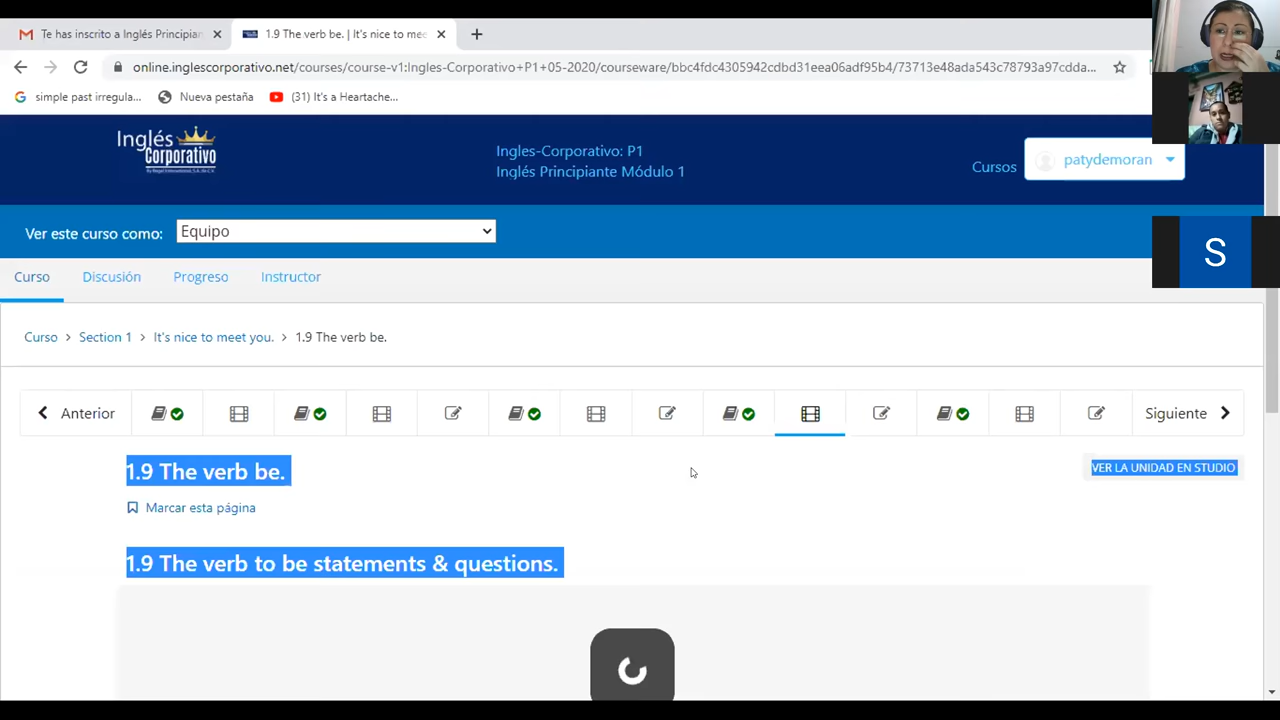 Te has inscrito a Inglés Principian
1.9 The verb be. | It's nice to mee
online.inglescorporativo.net/courses/course-v1:Ingles-Corporativo+P1+05-2020/courseware/bbc4fdc4305942cdbd31eea06adf95b4/73713e48ada543c78793a97cdda...
simple past irregula...
Nueva pestaña
(31) It's a Heartache...
Inglés
Corporativo
Ingles-Corporativo: P1
Inglés Principiante Módulo 1
Cursos
patydemoran
Ver este curso como:
Equipo
S
Curso
Discusión
Progreso
Instructor
Curso > Section 1 > It's nice to meet you. > 1.9 The verb be.
Anterior
Siguiente
1.9 The verb be.
VER LA UNIDAD EN STUDIO
Marcar esta página
1.9 The verb to be statements & questions.